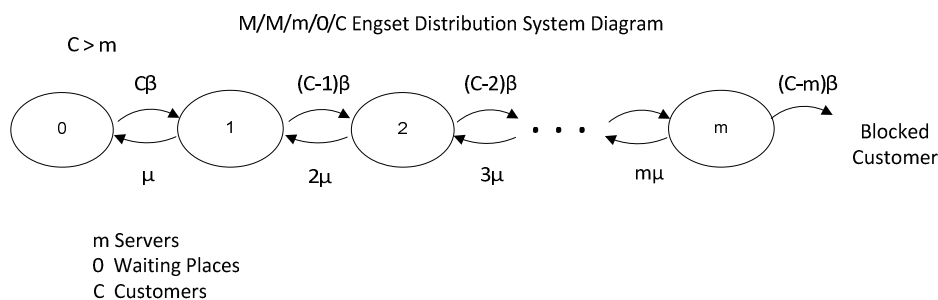 M/M/m/0/C Engset Distribution System Diagram
C > m
Cβ
(C-1)β
(C-2)β
(C-m)β
0
1
2
. . .
m
Blocked
Customer
μ
2μ
3μ
mμ
m Servers
0 Waiting Places
C Customers